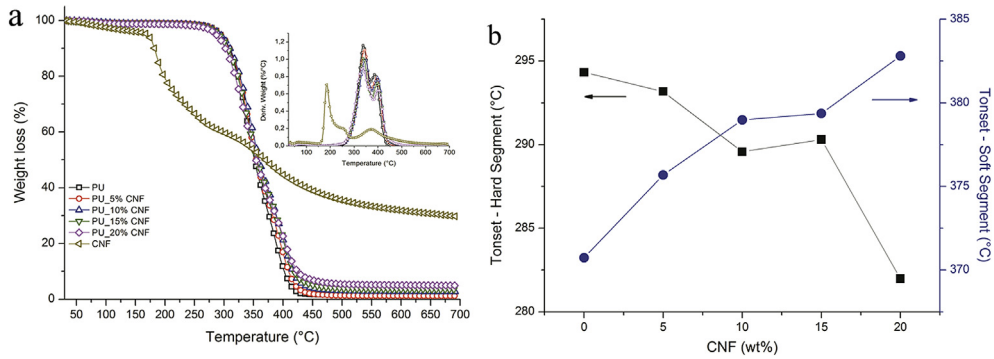 a
Weight loss (%)
100
80
60
40
20
0
PU
PU_5% CNF
PU_10% CNF
PU_15% CNF
PU_20% CNF
CNF
50 100 150 200 250 300 350 400 450 500 550 600 650 700
Temperature (°C)
Deriv. Weight (%/°C)
1,2
1,0
0,8
0,6
0,4
0,2
0,0
100 200 300 400 500 600 700
Temperature (°C)
b
Tonset - Hard Segment (°C)
295
290
285
280
0 5 10 15 20
CNF (wt%)
385
380
375
370
Tonset - Soft Segment (°C)